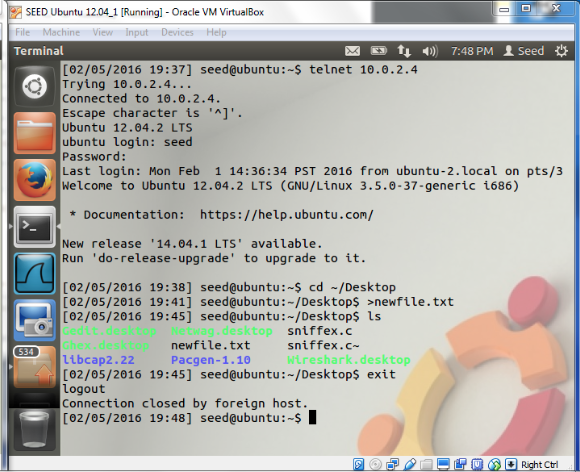 SEED Ubuntu 12.04_1 [Running] - Oracle VM VirtualBox
File Machine View Input Devices Help
Terminal 7:48 PM Seed
[02/05/2016 19:37] seed@ubuntu:~$ telnet 10.0.2.4
Trying 10.0.2.4...
Connected to 10.0.2.4.
Escape character is '^]'.
Ubuntu 12.04.2 LTS
ubuntu login: seed
Password:
Last login: Mon Feb  1 14:36:34 PST 2016 from ubuntu-2.local on pts/3
Welcome to Ubuntu 12.04.2 LTS (GNU/Linux 3.5.0-37-generic i686)
* Documentation:  https://help.ubuntu.com/
New release '14.04.1 LTS' available.
Run 'do-release-upgrade' to upgrade to it.
[02/05/2016 19:38] seed@ubuntu:~$ cd ~/Desktop
[02/05/2016 19:41] seed@ubuntu:~/Desktop$ >newfile.txt
[02/05/2016 19:45] seed@ubuntu:~/Desktop$ ls
Gedit.desktop  Netwag.desktop  sniffex.c
Ghex.desktop   newfile.txt     sniffex.c~
libcap2.22     Pacgen-1.10     Wireshark.desktop
[02/05/2016 19:45] seed@ubuntu:~/Desktop$ exit
logout
Connection closed by foreign host.
[02/05/2016 19:48] seed@ubuntu:~$
534
Right Ctrl